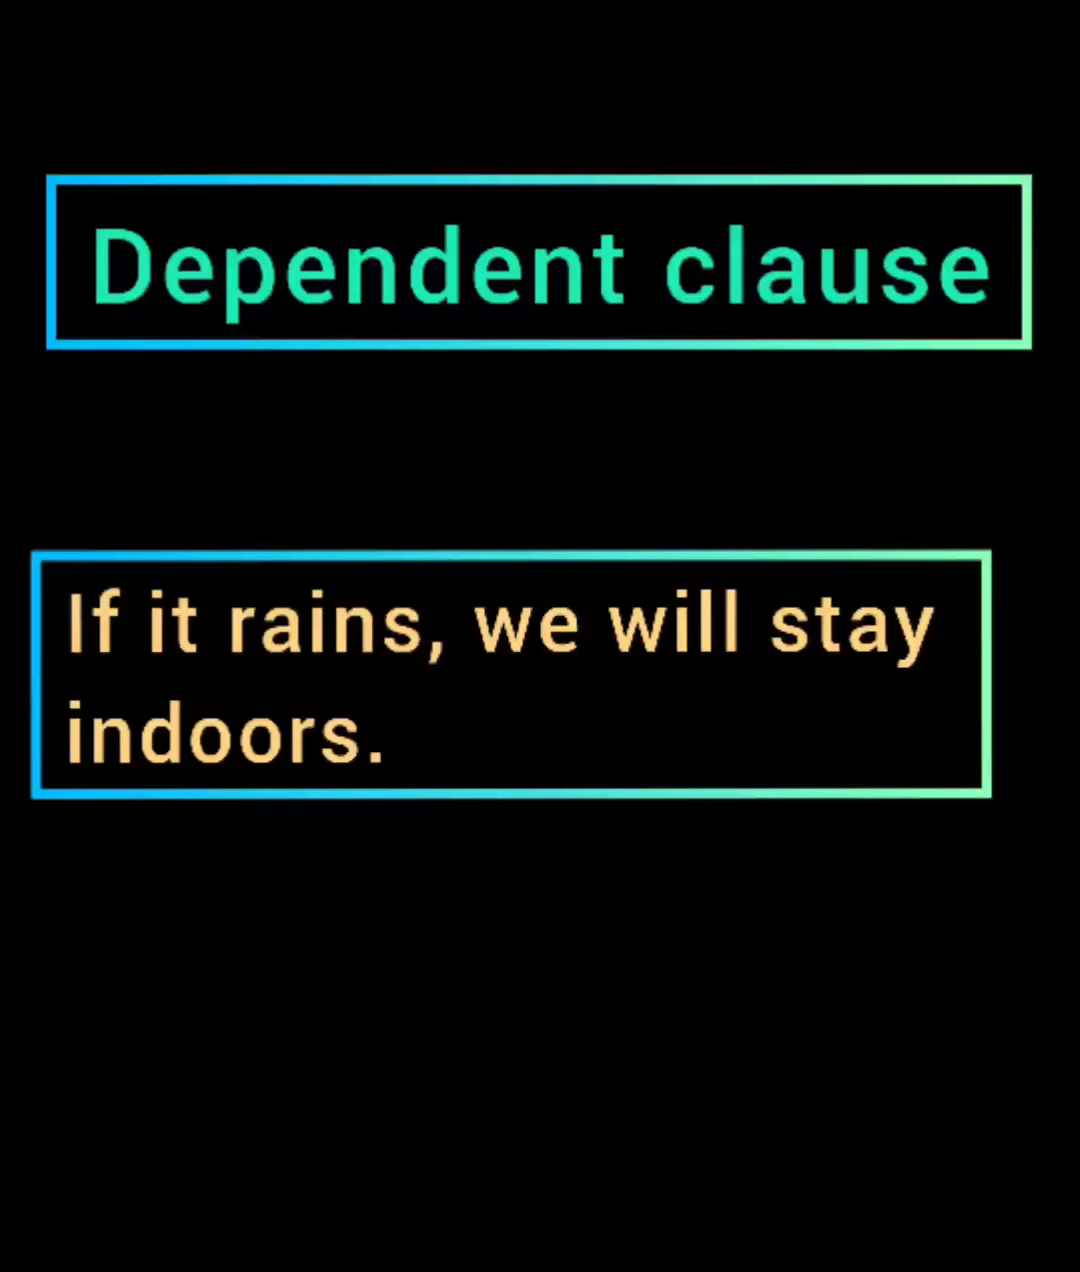 Dependent clause
If it rains, we will stay
indoors.